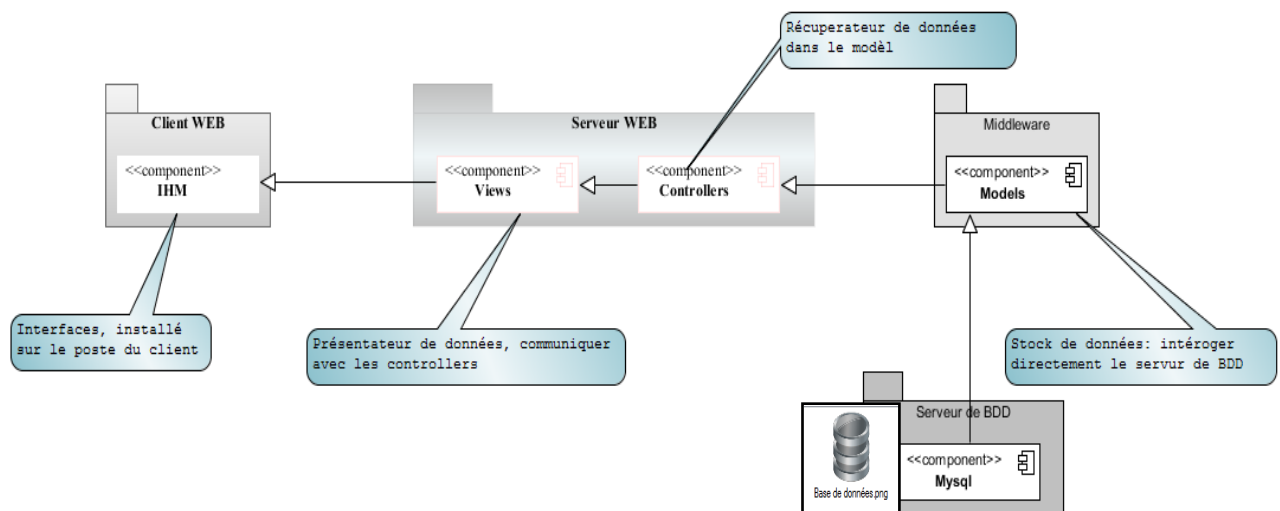 Récuperateur de données
dans le modèl
Client WEB
<<component>>
IHM
Serveur WEB
<<component>>
Views
<<component>>
Controllers
Middleware
<<component>>
Models
Interfaces, installé
sur le poste du client
Présentateur de données, communiquer
avec les controllers
Stock de données: intéroger
directement le servur de BDD
Serveur de BDD
<<component>>
Mysql
Base de données.png